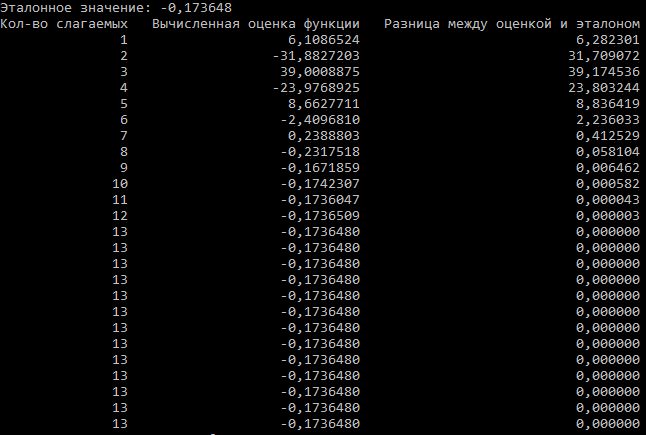 Эталонное значение: -0,173648
Кол-во слагаемых Вычисленная оценка функции Разница между оценкой и эталоном
1 6,1086524 6,282301
2 -31,8827203 31,709072
3 39,0008875 39,174536
4 -23,9768925 23,803244
5 8,6627711 8,836419
6 -2,4096810 2,236033
7 0,2388803 0,412529
8 -0,2317518 0,058104
9 -0,1671859 0,006462
10 -0,1742307 0,000582
11 -0,1736047 0,000043
12 -0,1736509 0,000003
13 -0,1736480 0,000000
13 -0,1736480 0,000000
13 -0,1736480 0,000000
13 -0,1736480 0,000000
13 -0,1736480 0,000000
13 -0,1736480 0,000000
13 -0,1736480 0,000000
13 -0,1736480 0,000000
13 -0,1736480 0,000000
13 -0,1736480 0,000000
13 -0,1736480 0,000000
13 -0,1736480 0,000000
13 -0,1736480 0,000000